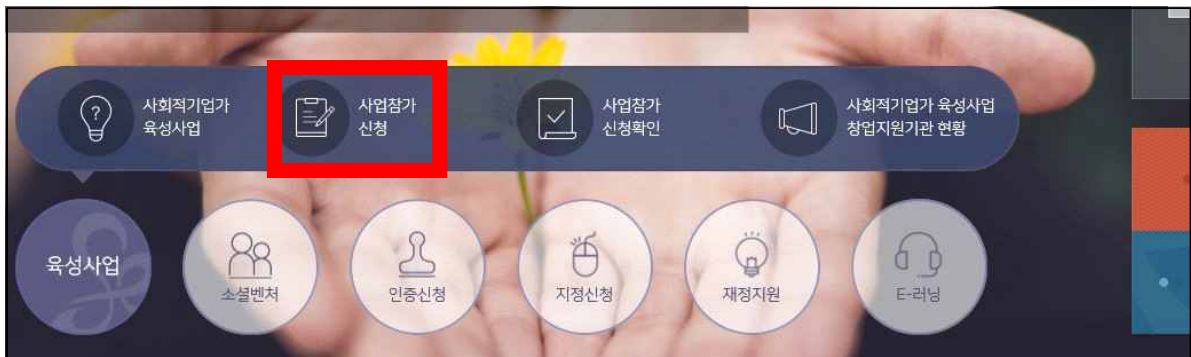 사회적기업가
육성사업
사업참가
신청
사업참가
신청확인
사회적기업가 육성사업
창업지원기관 현황
육성사업
소셜벤처
인증신청
지정신청
재정지원
E-러닝